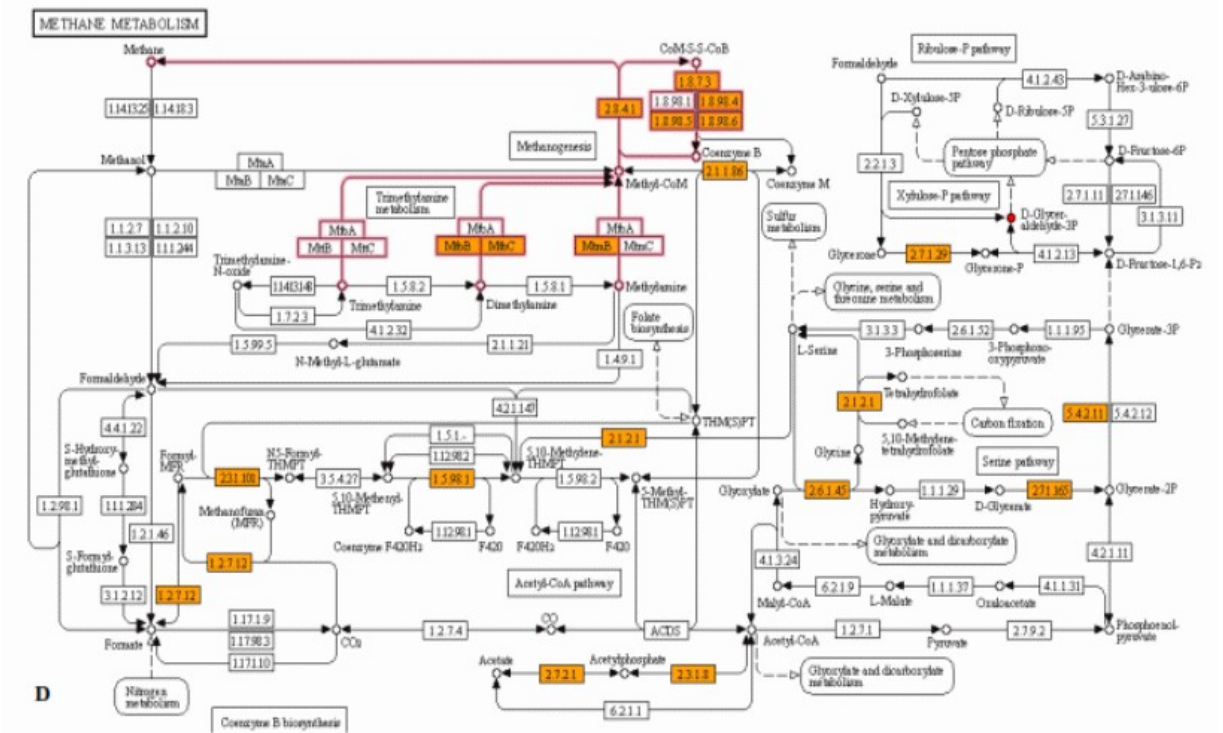 METHANE METABOLISM
Methane
CoM-S-S-CoB
1.8.7.3
2.8.4.1
1.8.98.1
1.8.98.4
1.8.98.5
1.8.98.6
1.14.13.25
1.14.18.3
Methanogenesis
Coenzyme B
2.1.1.86
Coenzyme M
Methanol
MtaA
MtaB
MtaC
Methyl-CoM
Trimethylamine
metabolism
Sulfur
metabolism
1.1.2.7
1.1.2.10
1.1.3.13
1.1.1.244
MtbA
MttB
MttC
MtbA
MtbB
MtbC
MtbA
MtmB
MtmC
Trimethylamine-
N-oxide
1.14.13.148
1.5.8.2
1.5.8.1
Methylamine
Trimethylamine
Dimethylamine
1.7.2.3
4.1.2.32
1.5.99.5
2.1.1.21
N-Methyl-L-glutamate
1.4.9.1
Folate
biosynthesis
Glycine, serine and
threonine metabolism
Ribulose-P pathway
Formaldehyde
4.1.2.43
D-Arabino-
Hex-3-ulose-6P
D-Xylulose-5P
D-Ribulose-5P
5.3.1.27
Pentose phosphate
pathway
D-Fructose-6P
2.2.1.3
Xylulose-P pathway
2.7.1.11
2.7.1.146
3.1.3.11
D-Glycer-
aldehyde-3P
Glycerone
2.7.1.29
Glycerone-P
4.1.2.13
D-Fructose-1,6-P2
L-Serine
3.1.3.3
2.6.1.52
1.1.1.95
Glycerate-3P
3-Phosphoserine
3-Phosphono-
oxypyruvate
Tetrahydrofolate
2.1.2.1
Carbon fixation
5.4.2.11
5.4.2.12
5,10-Methylene-
tetrahydrofolate
Glycine
Serine pathway
Glyoxylate
2.6.1.45
Hydroxy-
pyruvate
1.1.1.29
D-Glycerate
2.7.1.165
Glycerate-2P
Glyoxylate and dicarboxylate
metabolism
4.2.1.11
4.1.3.24
Malyl-CoA
6.2.1.9
L-Malate
1.1.1.37
Oxaloacetate
4.1.1.31
Phosphoenol-
pyruvate
Formaldehyde
4.2.1.147
THM(S)PT
4.4.1.22
S-Hydroxy-
methyl-
glutathione
Formyl-
MFR
N5-Formyl-
THMPT
1.5.1.-
1.12.98.2
5,10-Methylene-
THMPT
2.1.2.1
2.3.1.101
3.5.4.27
1.5.98.1
1.5.98.2
5-Methyl-
THM(S)PT
5,10-Methenyl-
THMPT
1.2.98.1
1.1.1.284
Methanofuran
(MFR)
1.2.1.46
Coenzyme F420H2
1.12.98.1
F420
F420H2
1.12.98.1
F420
S-Formyl-
glutathione
1.2.7.12
Acetyl-CoA pathway
3.1.2.12
1.2.7.12
Formate
1.17.1.9
1.17.98.3
1.17.1.10
CO2
1.2.7.4
CO
ACDS
Acetyl-CoA
1.2.7.1
Pyruvate
2.7.9.2
Acetate
2.7.2.1
Acetylphosphate
2.3.1.8
Glyoxylate and dicarboxylate
metabolism
6.2.1.1
D
Nitrogen
metabolism
Coenzyme B biosynthesis